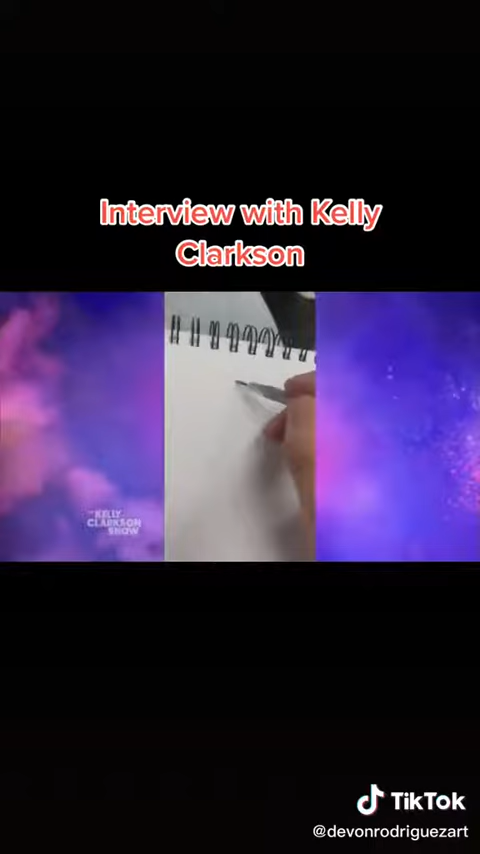 Interview with Kelly
Clarkson
THE KELLY
CLARKSON
SHOW
TikTok
@devonrodriguezart